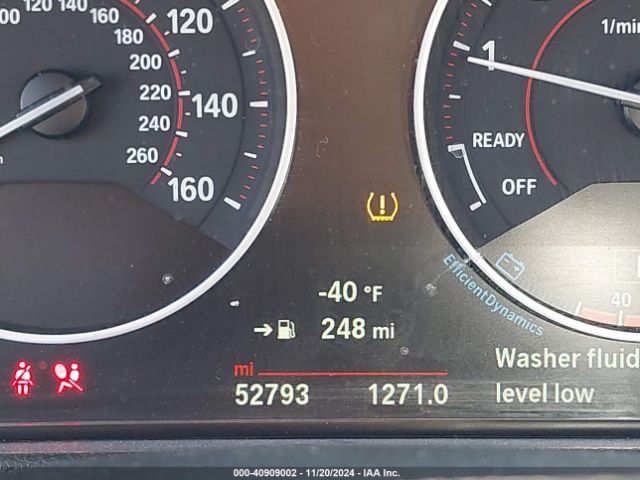 120 140 160
180
200
220
240
260
120
140
160
1/min
1
READY
OFF
EfficientDynamics
40
-40 °F
248 mi
mi
52793 1271.0
Washer fluid
level low
000-40909002 - 11/20/2024 - IAA Inc.